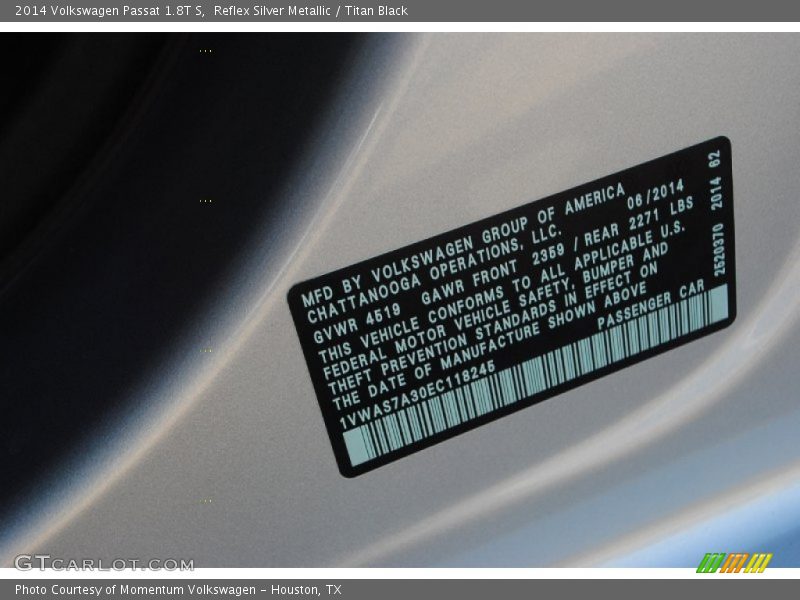 2014 Volkswagen Passat 1.8T S,  Reflex Silver Metallic / Titan Black
MFD BY VOLKSWAGEN GROUP OF AMERICA
CHATTANOOGA OPERATIONS, LLC. 06/2014
GVWR 4519 GAWR FRONT 2359 / REAR 2271 LBS
THIS VEHICLE CONFORMS TO ALL APPLICABLE U.S.
FEDERAL MOTOR VEHICLE SAFETY, BUMPER AND
THEFT PREVENTION STANDARDS IN EFFECT ON
THE DATE OF MANUFACTURE SHOWN ABOVE
1VWAS7A30EC118245 PASSENGER CAR
2520370 2014 62
GTCARLOT.COM
Photo Courtesy of Momentum Volkswagen - Houston, TX